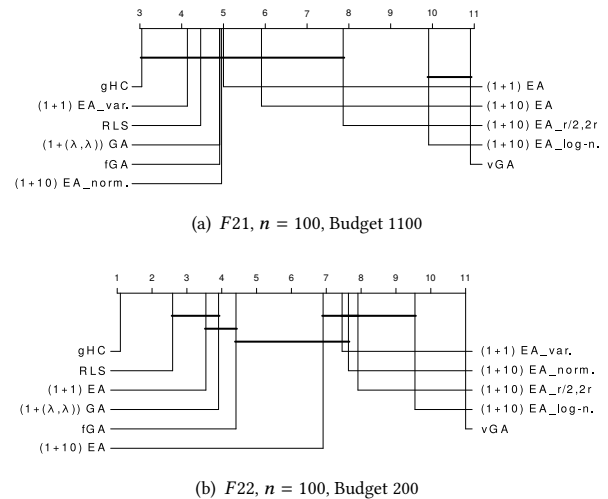 3 4 5 6 7 8 9 10 11
gHC (1+1) EA
(1+1) EA_var. (1+10) EA
RLS (1+10) EA_r/2,2r
(1+(λ,λ)) GA (1+10) EA_log-n.
fGA vGA
(1+10) EA_norm.
(a) F21, n = 100, Budget 1100
1 2 3 4 5 6 7 8 9 10 11
gHC (1+1) EA_var.
RLS (1+10) EA_norm.
(1+1) EA (1+10) EA_r/2,2r
(1+(λ,λ)) GA (1+10) EA_log-n.
fGA vGA
(1+10) EA
(b) F22, n = 100, Budget 200